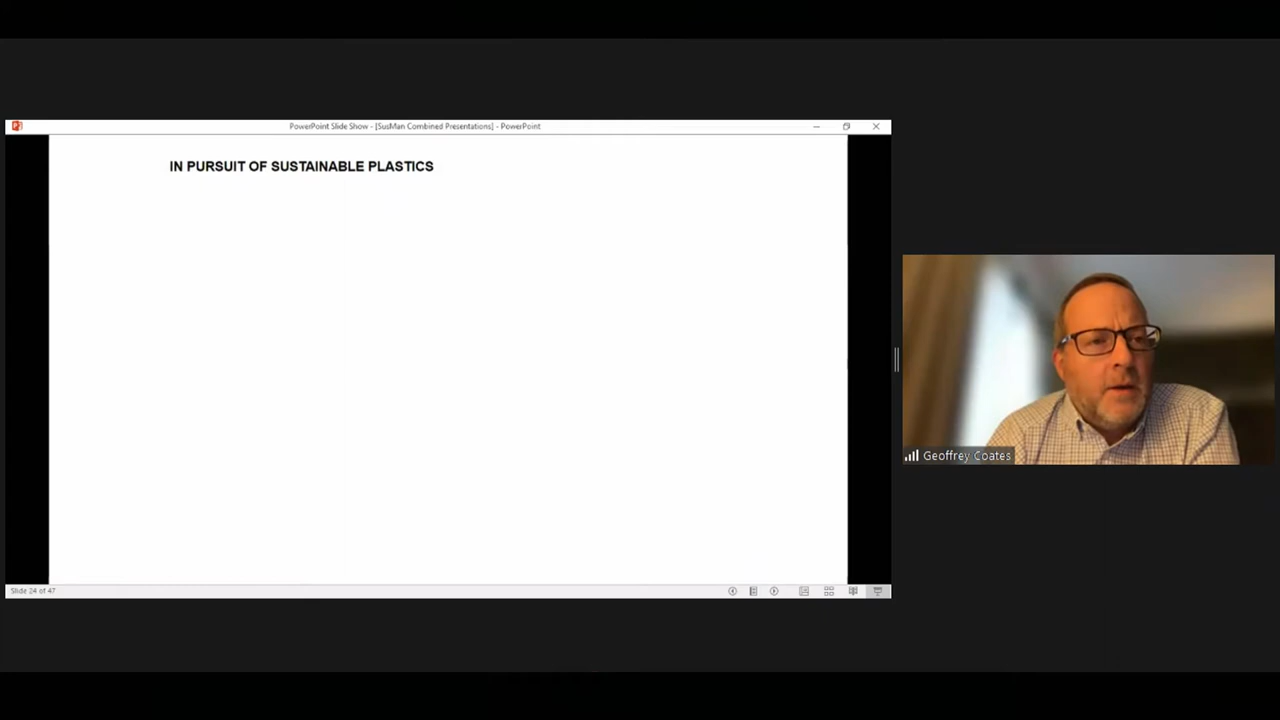 PowerPoint Slide Show - [SusMan Combined Presentations] - PowerPoint
IN PURSUIT OF SUSTAINABLE PLASTICS
Geoffrey Coates
Slide 24 of 47